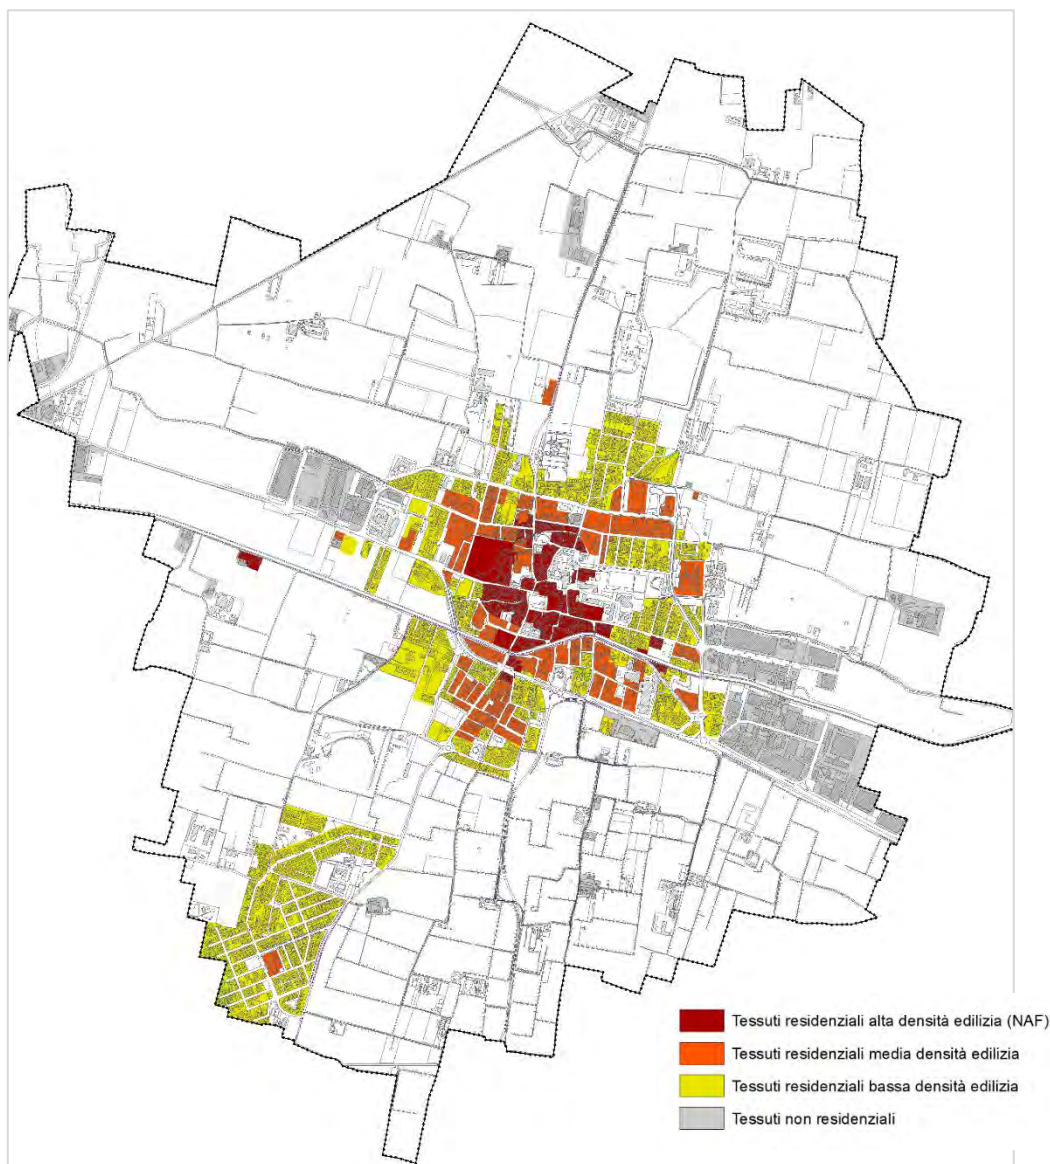 Tessuti residenziali alta densità edilizia (NAF)
Tessuti residenziali media densità edilizia
Tessuti residenziali bassa densità edilizia
Tessuti non residenziali